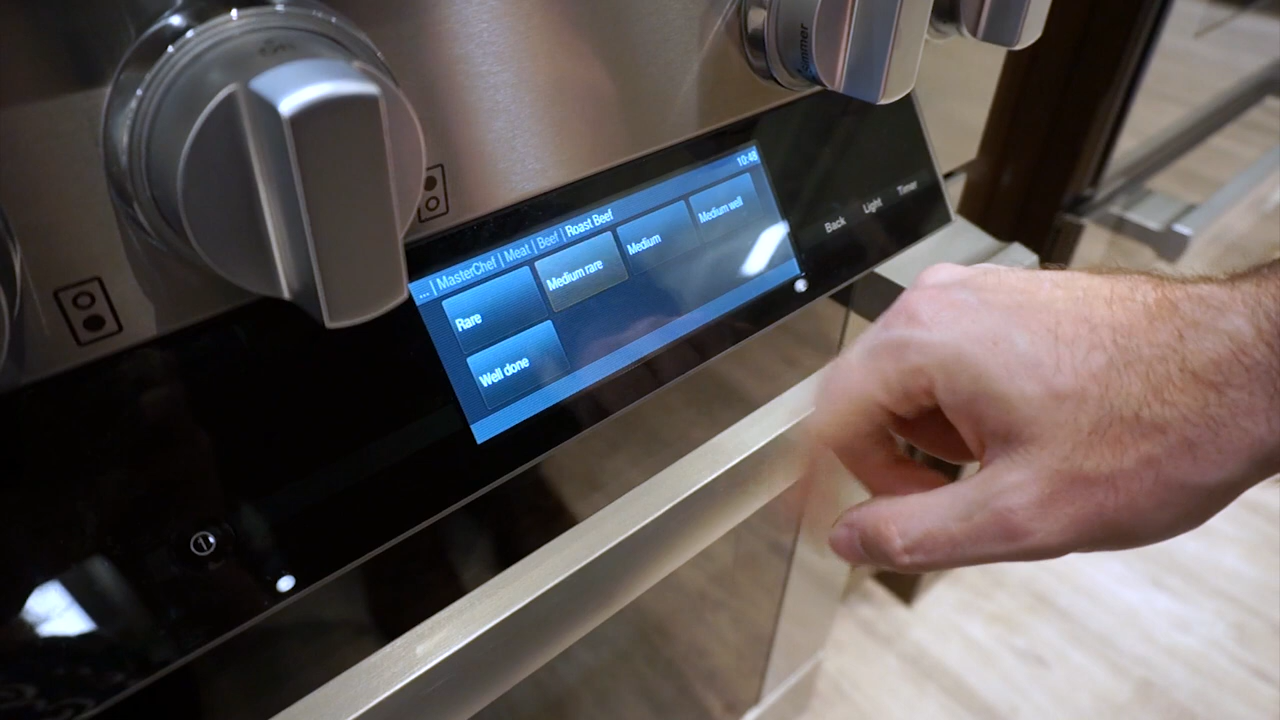 Simmer
10:48
... | MasterChef | Meat | Beef | Roast Beef
Rare
Medium rare
Medium
Medium well
Well done
Back
Light
Timer